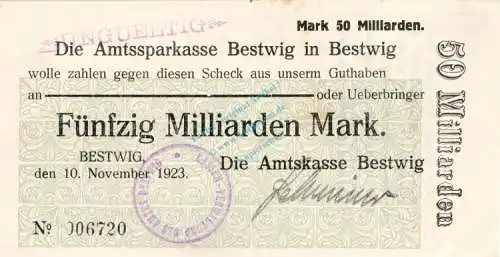 UNGUELTIG
Mark 50 Milliarden.
Die Amtssparkasse Bestwig in Bestwig
wolle zahlen gegen diesen Scheck aus unserm Guthaben
an oder Ueberbringer
Fünfzig Milliarden Mark.
BESTWIG,
den 10. November 1923.
Die Amtskasse Bestwig
№ 006720
50 Milliarden